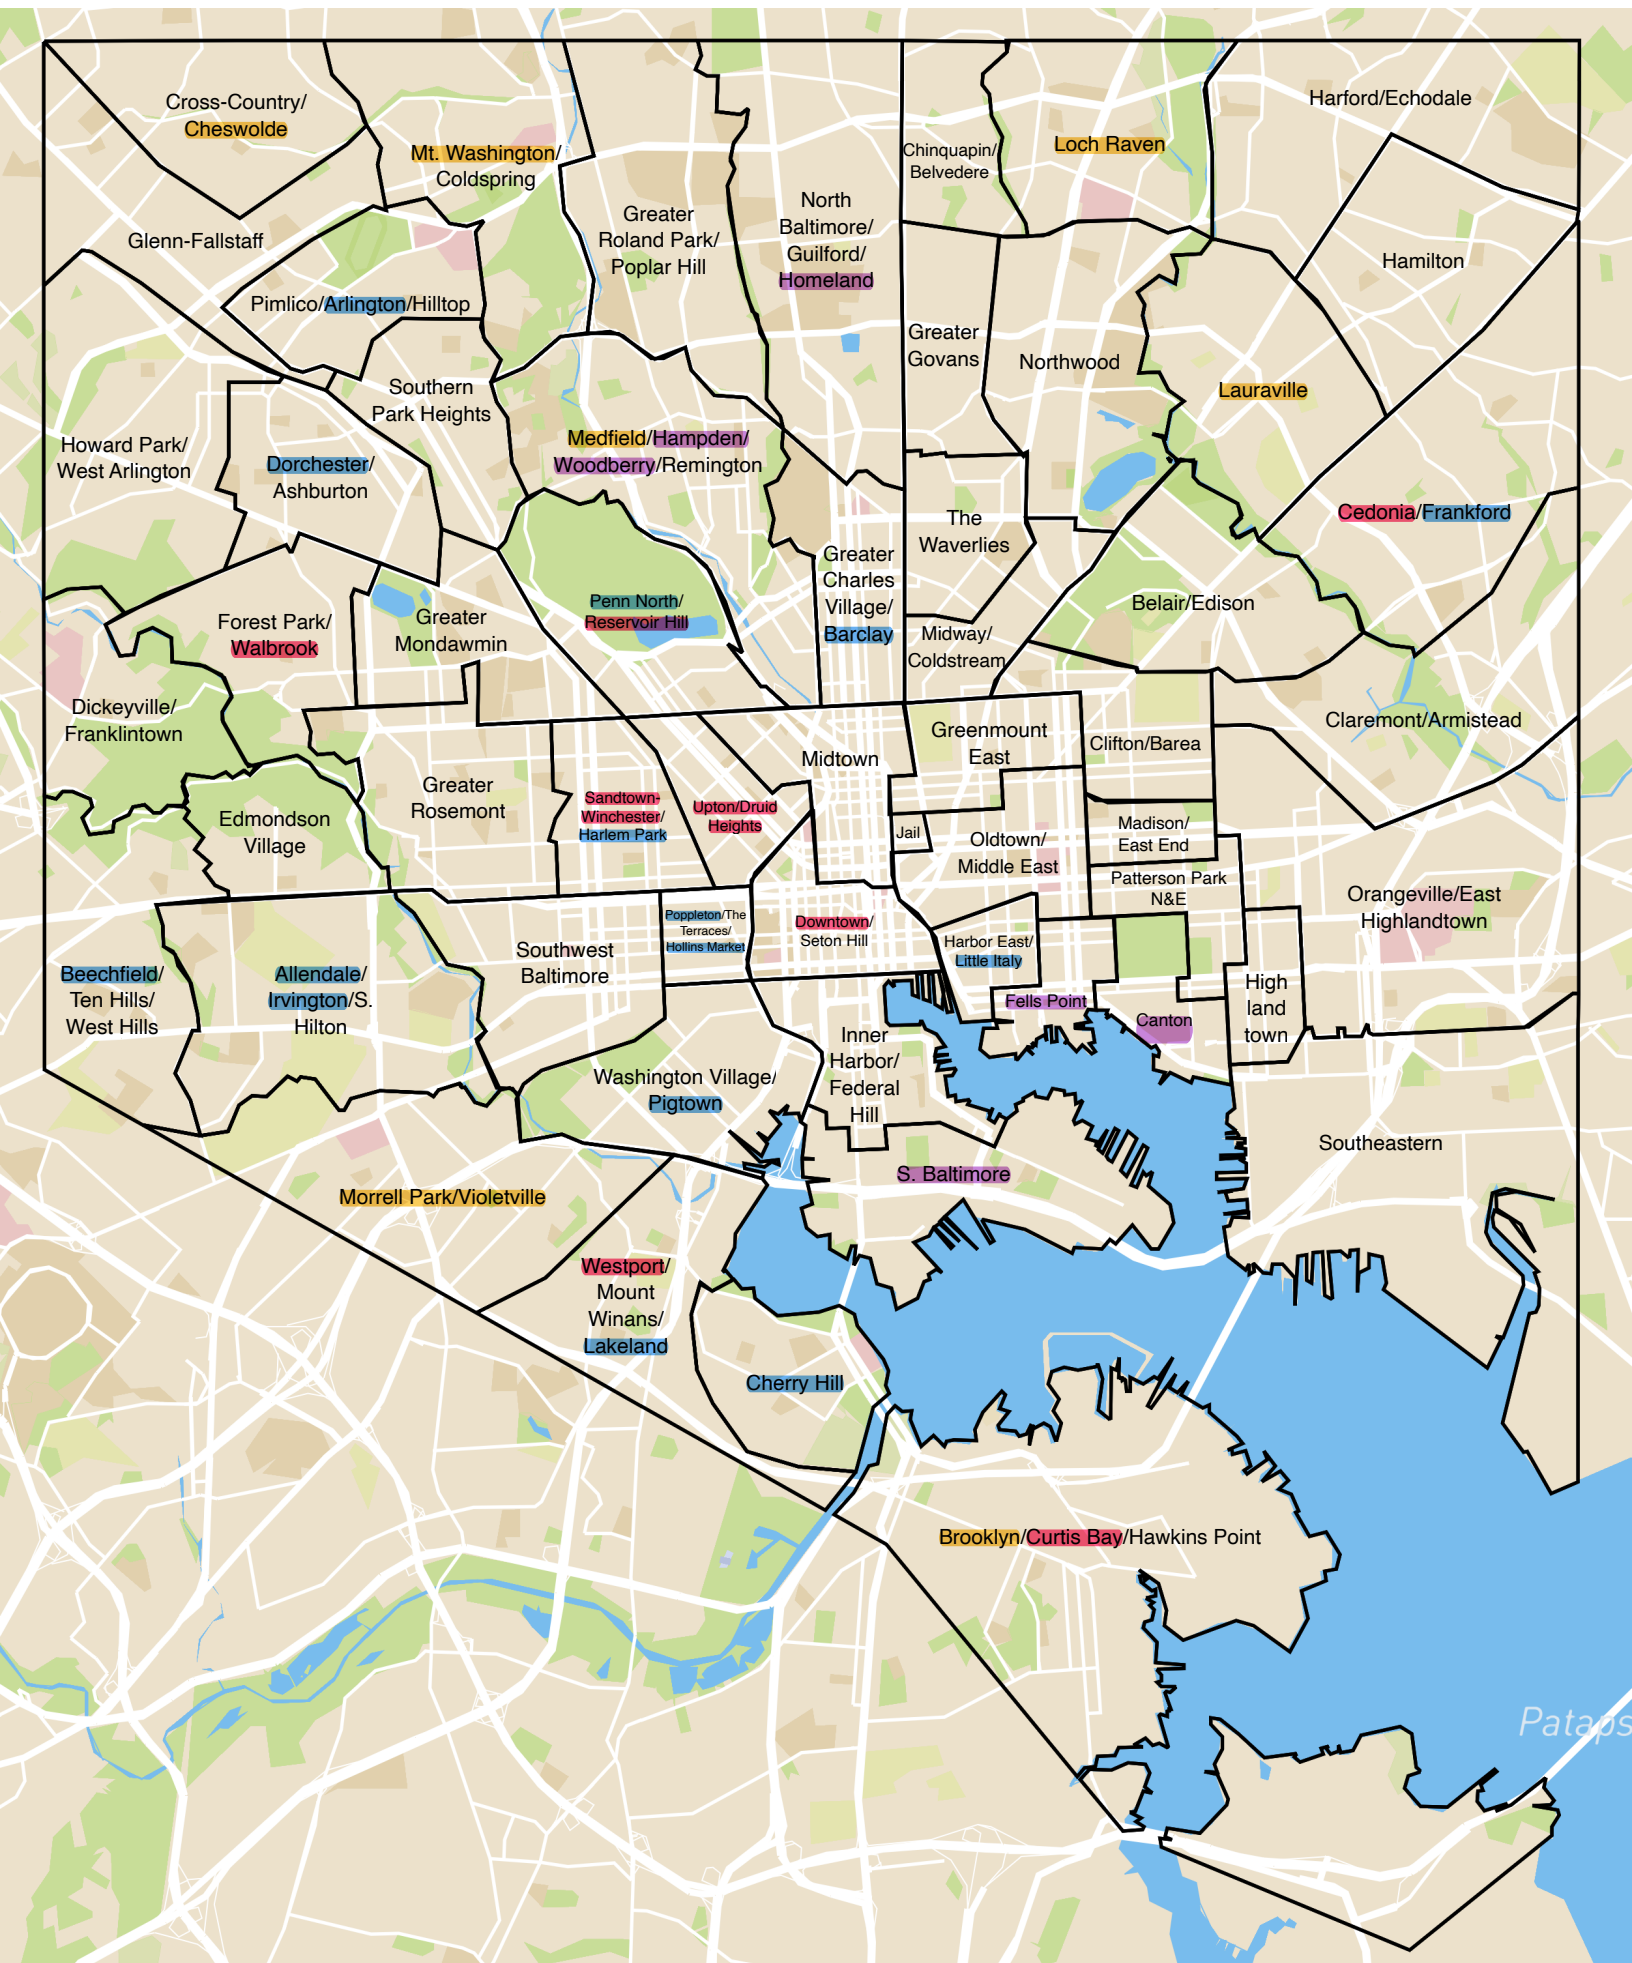 Cross-Country/
Cheswolde
Mt. Washington/
Coldspring
Harford/Echodale
Chinquapin/
Belvedere
Loch Raven
Glenn-Fallstaff
Greater
Roland Park/
Poplar Hill
North
Baltimore/
Guilford/
Homeland
Hamilton
Pimlico/Arlington/Hilltop
Greater
Govans
Northwood
Southern
Park Heights
Lauraville
Howard Park/
West Arlington
Dorchester/
Ashburton
Medfield/Hampden/
Woodberry/Remington
Cedonia/Frankford
The
Waverlies
Greater
Charles
Village/
Barclay
Penn North/
Reservoir Hill
Belair/Edison
Forest Park/
Walbrook
Greater
Mondawmin
Midway/
Coldstream
Dickeyville/
Franklintown
Claremont/Armistead
Greenmount
East
Clifton/Barea
Midtown
Greater
Rosemont
Sandtown-
Winchester/
Harlem Park
Upton/Druid
Heights
Edmondson
Village
Jail
Oldtown/
Middle East
Madison/
East End
Patterson Park
N&E
Orangeville/East
Highlandtown
Poppleton/The
Terraces/
Hollins Market
Downtown/
Seton Hill
Harbor East/
Little Italy
Southwest
Baltimore
Beechfield/
Ten Hills/
West Hills
Allendale/
Irvington/S.
Hilton
High
land
town
Fells Point
Canton
Inner
Harbor/
Federal
Hill
Washington Village/
Pigtown
Southeastern
S. Baltimore
Morrell Park/Violetville
Westport/
Mount
Winans/
Lakeland
Cherry Hill
Brooklyn/Curtis Bay/Hawkins Point
Pataps